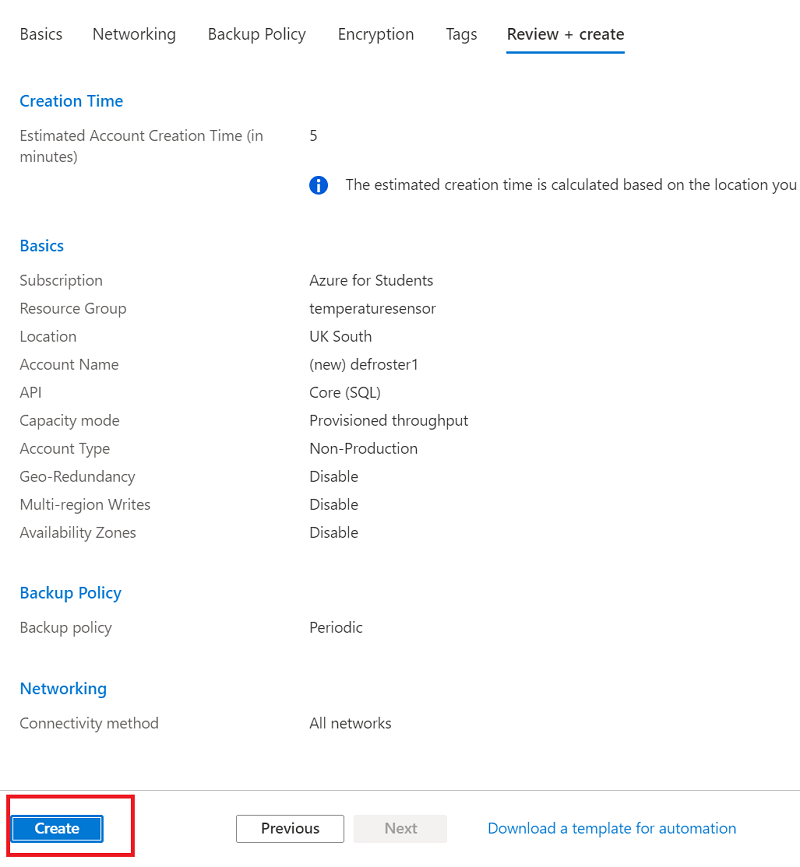 Basics Networking Backup Policy Encryption Tags Review + create
Creation Time
Estimated Account Creation Time (in
minutes)
5
The estimated creation time is calculated based on the location you
Basics
Subscription Azure for Students
Resource Group temperaturesensor
Location UK South
Account Name (new) defroster1
API Core (SQL)
Capacity mode Provisioned throughput
Account Type Non-Production
Geo-Redundancy Disable
Multi-region Writes Disable
Availability Zones Disable
Backup Policy
Backup policy Periodic
Networking
Connectivity method All networks
Create Previous Next Download a template for automation